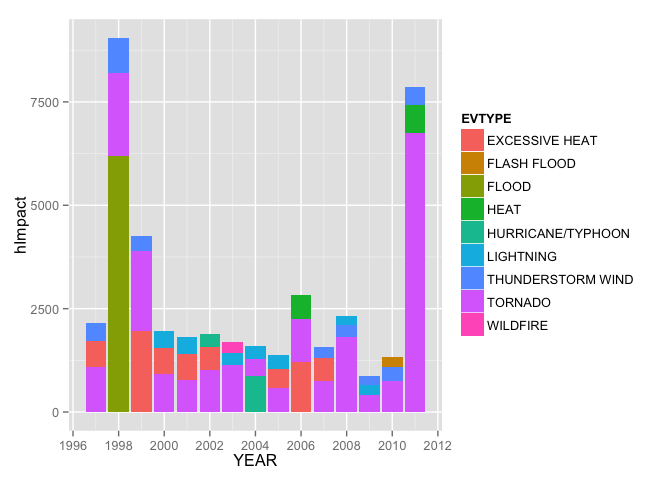 hImpact
7500
5000
2500
0
1996 1998 2000 2002 2004 2006 2008 2010 2012
YEAR
EVTYPE
EXCESSIVE HEAT
FLASH FLOOD
FLOOD
HEAT
HURRICANE/TYPHOON
LIGHTNING
THUNDERSTORM WIND
TORNADO
WILDFIRE